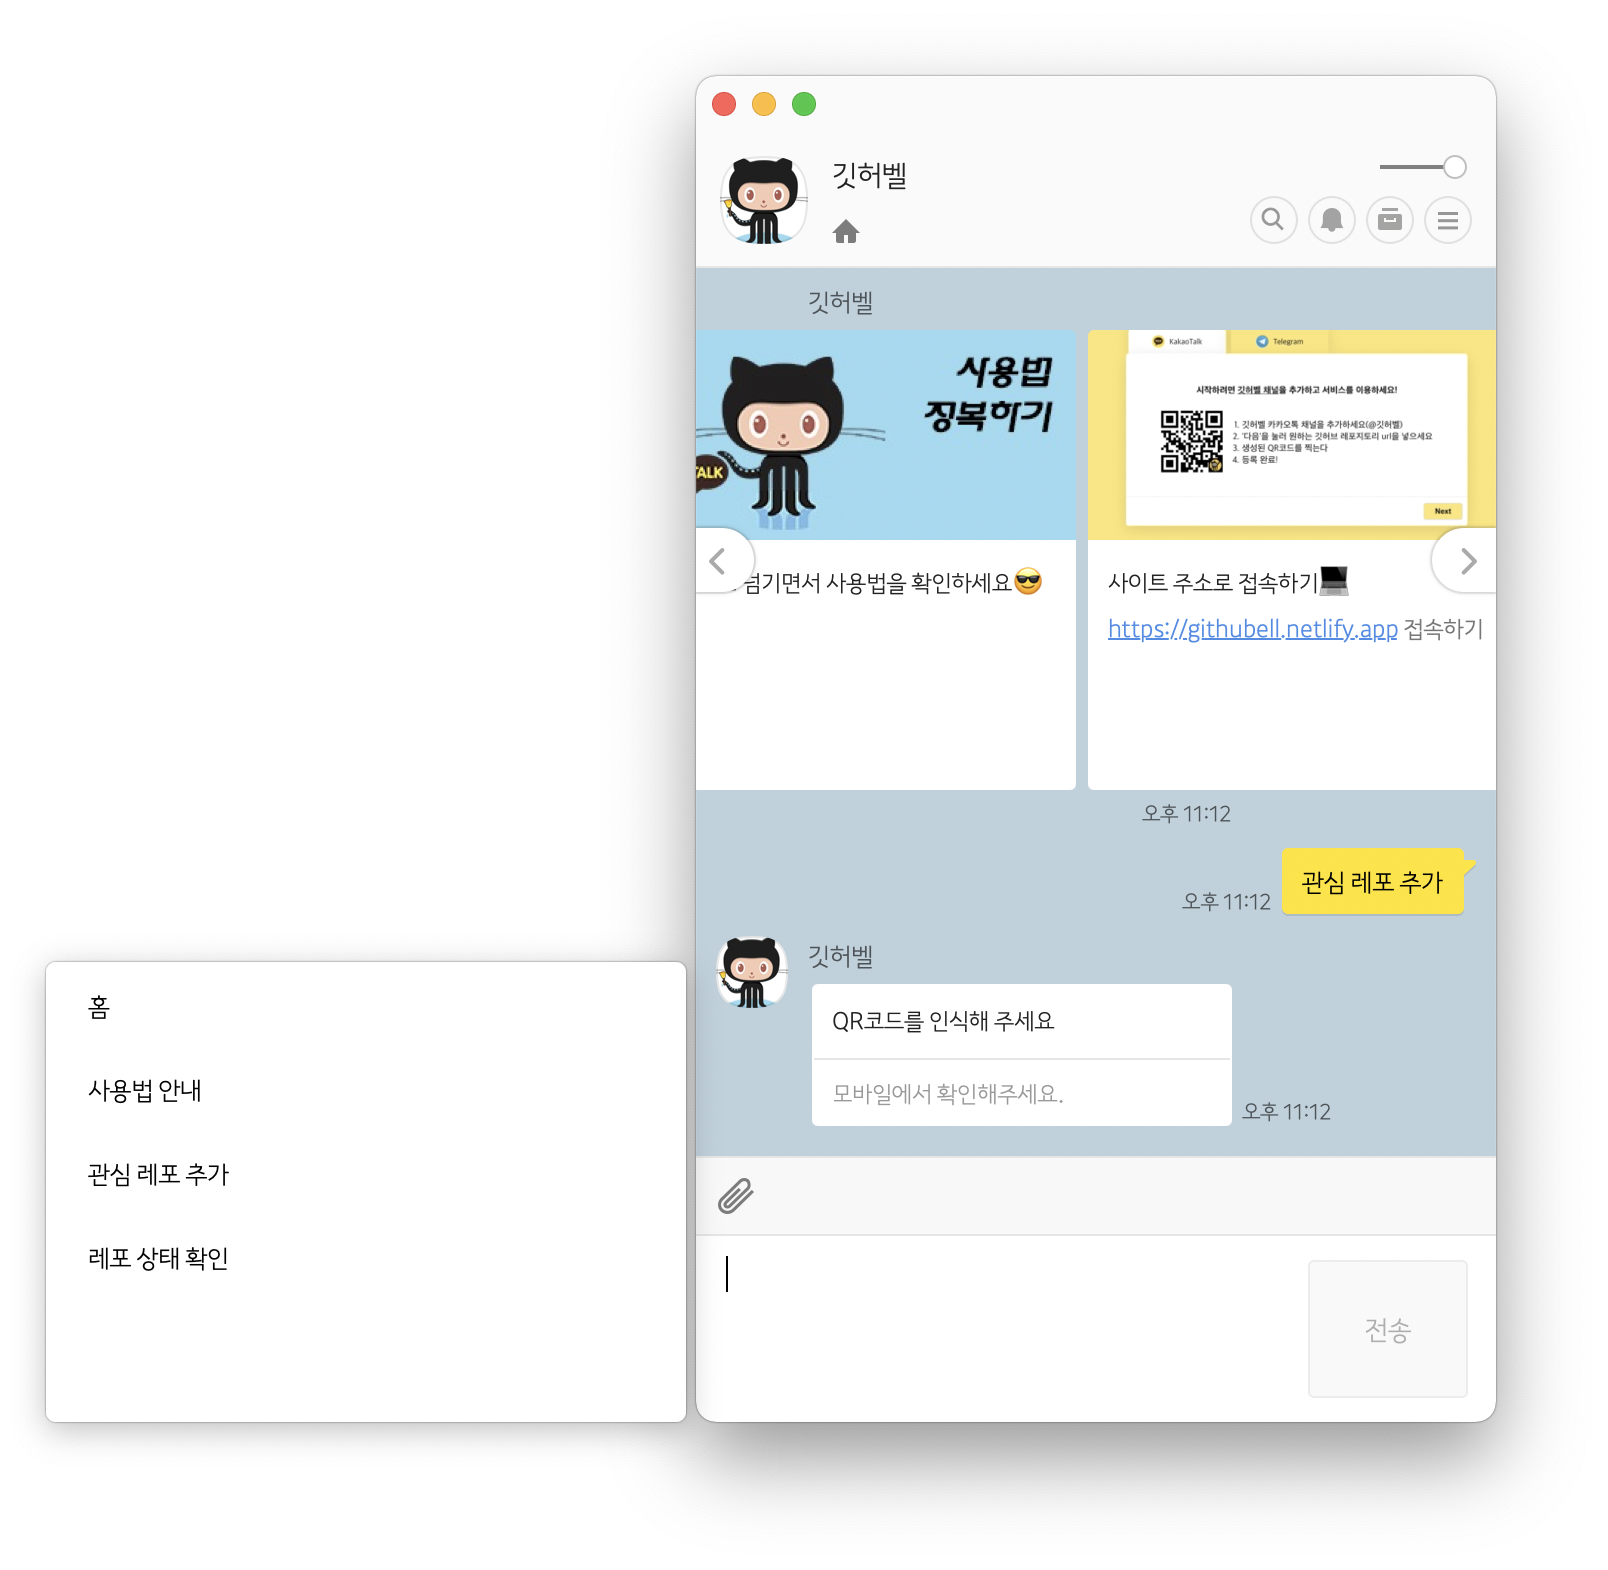 깃허벨
깃허벨
사용법
정복하기
TALK
넘기면서 사용법을 확인하세요😎
KakaoTalk
Telegram
시작하려면 깃허벨 채널을 추가하고 서비스를 이용하세요!
1. 깃허벨 카카오톡 채널을 추가하세요(@깃허벨)
2. '다음'을 눌러 원하는 깃허브 레포지토리 url을 넣으세요
3. 생성된 QR코드를 찍는다
4. 등록 완료!
Next
사이트 주소로 접속하기💻
https://githubell.netlify.app 접속하기
오후 11:12
관심 레포 추가
오후 11:12
깃허벨
QR코드를 인식해 주세요
모바일에서 확인해주세요.
오후 11:12
홈
사용법 안내
관심 레포 추가
레포 상태 확인
전송